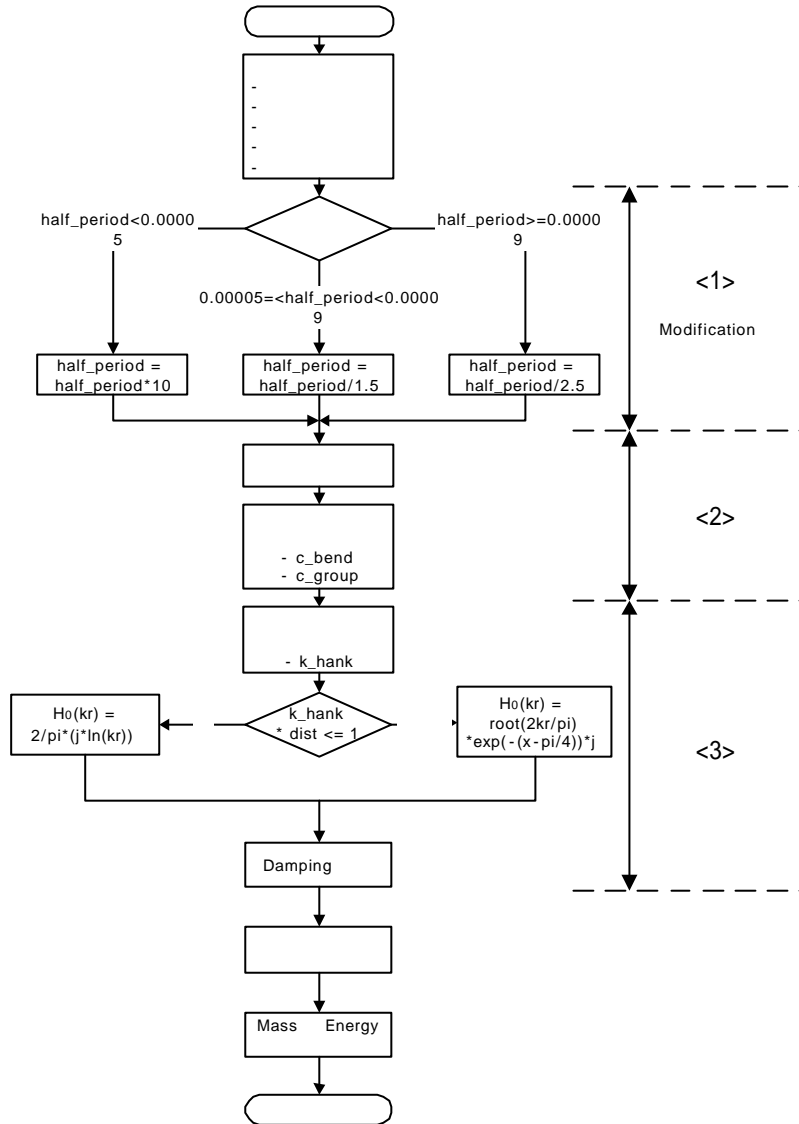 -
-
-
-
-
half_period<0.0000
5
half_period>=0.0000
9
0.00005=<half_period<0.0000
9
<1>
Modification
half_period =
half_period*10
half_period =
half_period/1.5
half_period =
half_period/2.5
<2>
- c_bend
- c_group
- k_hank
H0(kr) =
2/pi*(j*ln(kr))
k_hank
* dist <= 1
H0(kr) =
root(2kr/pi)
*exp(-(x-pi/4))*j
<3>
Damping
Mass Energy